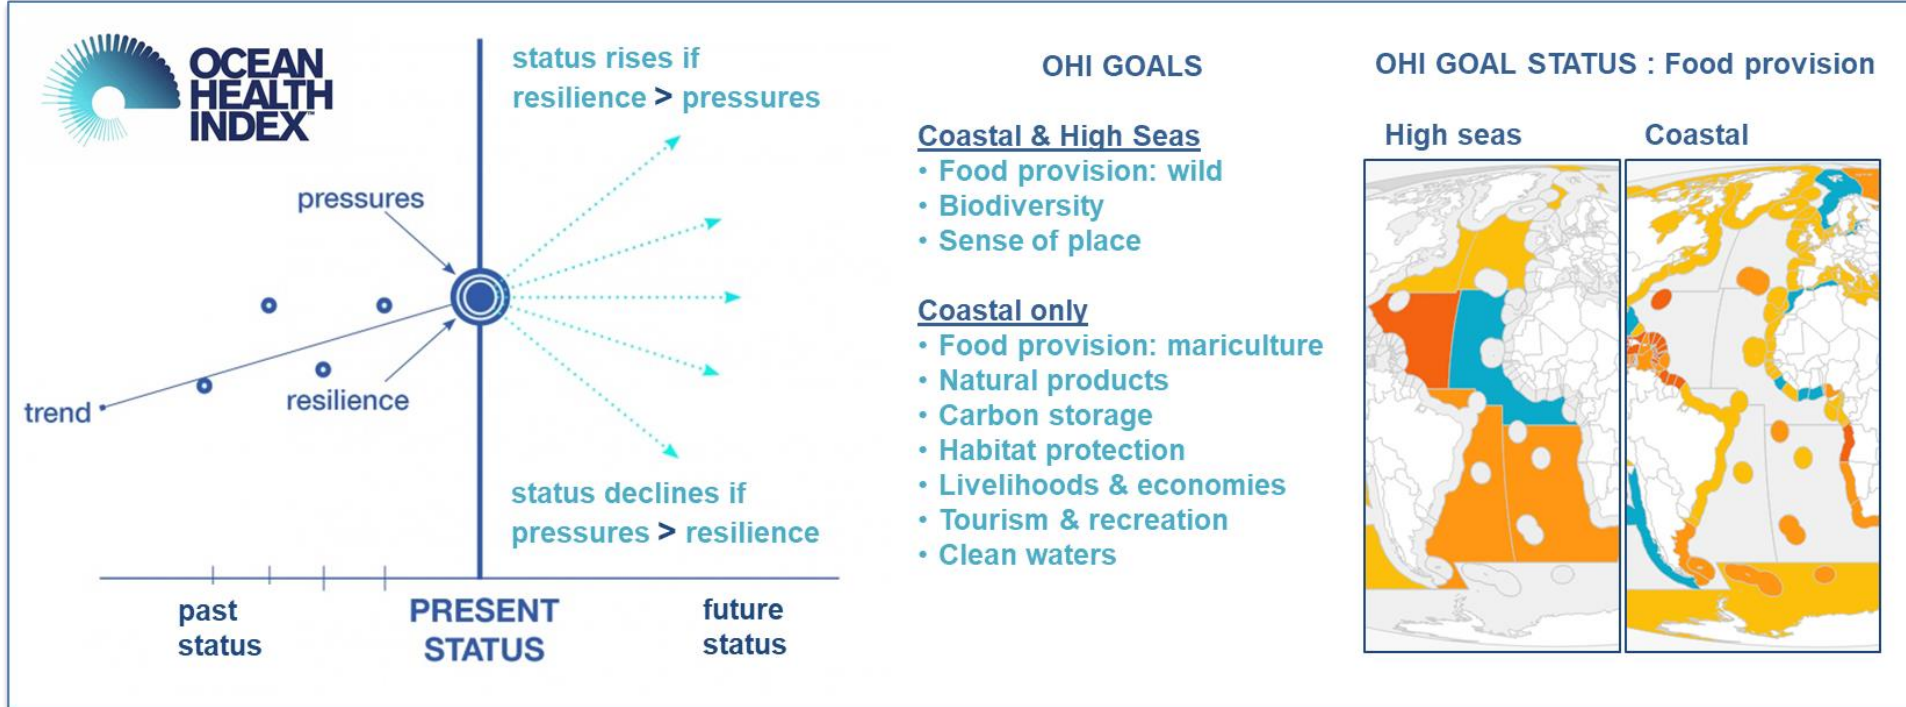 OCEAN
HEALTH
INDEX™
status rises if
resilience > pressures
pressures
resilience
trend
status declines if
pressures > resilience
past
status
PRESENT
STATUS
future
status
OHI GOALS
Coastal & High Seas
• Food provision: wild
• Biodiversity
• Sense of place
Coastal only
• Food provision: mariculture
• Natural products
• Carbon storage
• Habitat protection
• Livelihoods & economies
• Tourism & recreation
• Clean waters
OHI GOAL STATUS : Food provision
High seas
Coastal